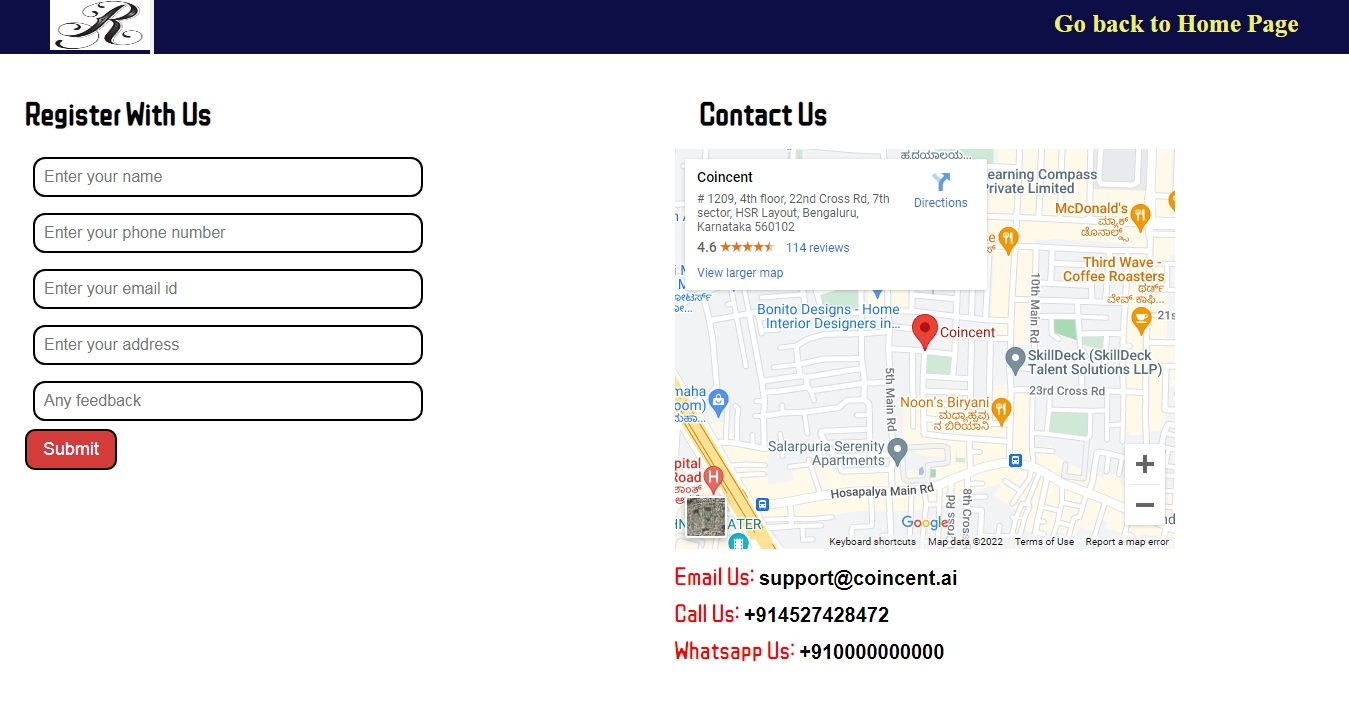 R
Go back to Home Page
Register With Us
Enter your name
Enter your phone number
Enter your email id
Enter your address
Any feedback
Submit
Contact Us
Coincent
# 1209, 4th floor, 22nd Cross Rd, 7th
sector, HSR Layout, Bengaluru,
Karnataka 560102
4.6
114 reviews
View larger map
Directions
earning Compass
Private Limited
McDonald's
ಮ್ಯಾಕ್
ಡೊನಾಲ್ಡ್ಸ್
Third Wave -
Coffee Roasters
ಥರ್ಡ್
ವೇವ್ ಕಾಫಿ...
21s
10th Main Rd
Bonito Designs - Home
Interior Designers in...
Coincent
SkillDeck (SkillDeck
Talent Solutions LLP)
23rd Cross Rd
5th Main Rd
maha
oom)
Noon's Biryani
ಮಧ್ಯಾಹ್ನವು
ನ ಬಿರಿಯಾನಿ
Salarpuria Serenity
Apartments
pital
Road
Hosapalya Main Rd
8th Cross
ross Rd
ATER
Google
Keyboard shortcuts
Map data ©2022
Terms of Use
Report a map error
Email Us: support@coincent.ai
Call Us: +914527428472
Whatsapp Us: +910000000000